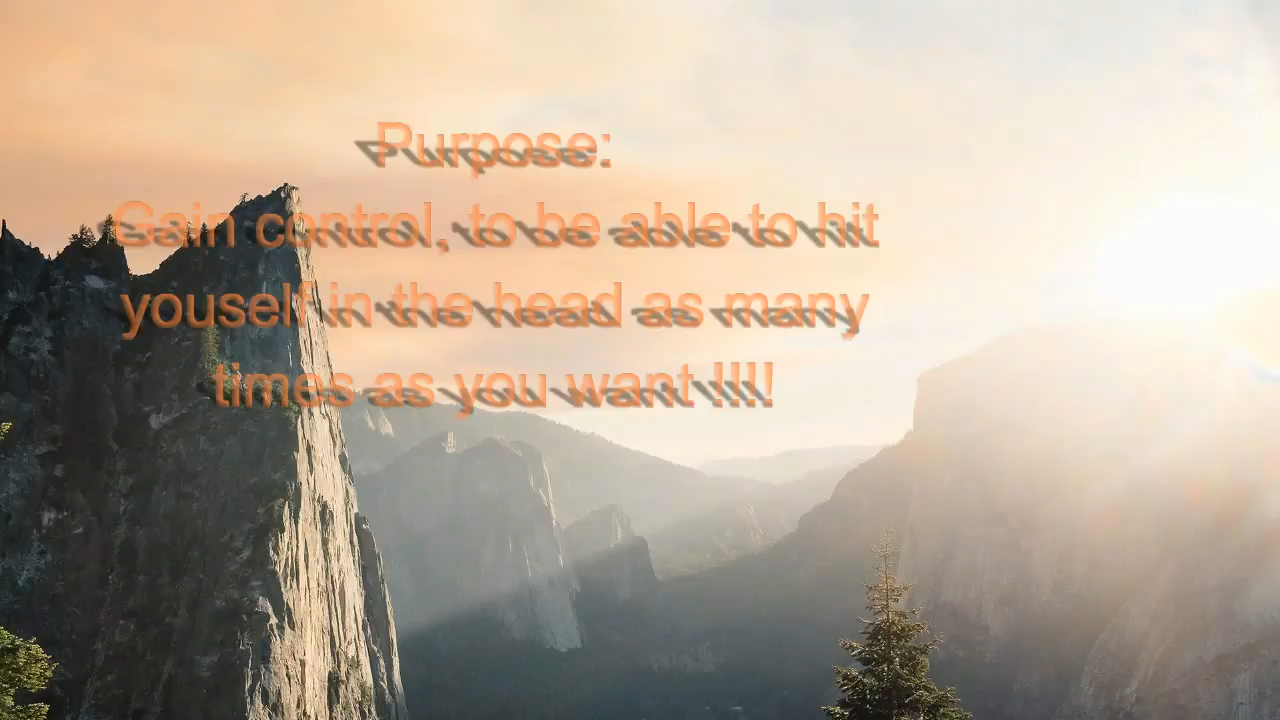 Purpose:
Gain control, to be able to hit
youself in the head as many
times as you want !!!!